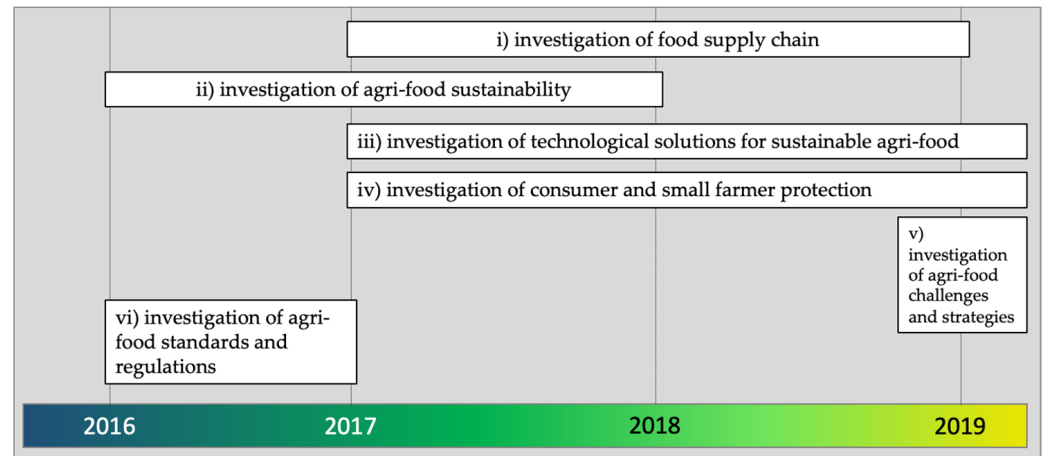 i) investigation of food supply chain
ii) investigation of agri-food sustainability
iii) investigation of technological solutions for sustainable agri-food
iv) investigation of consumer and small farmer protection
v)
investigation
of agri-food
challenges
and strategies
vi) investigation of agri-
food standards and
regulations
2016 2017 2018 2019